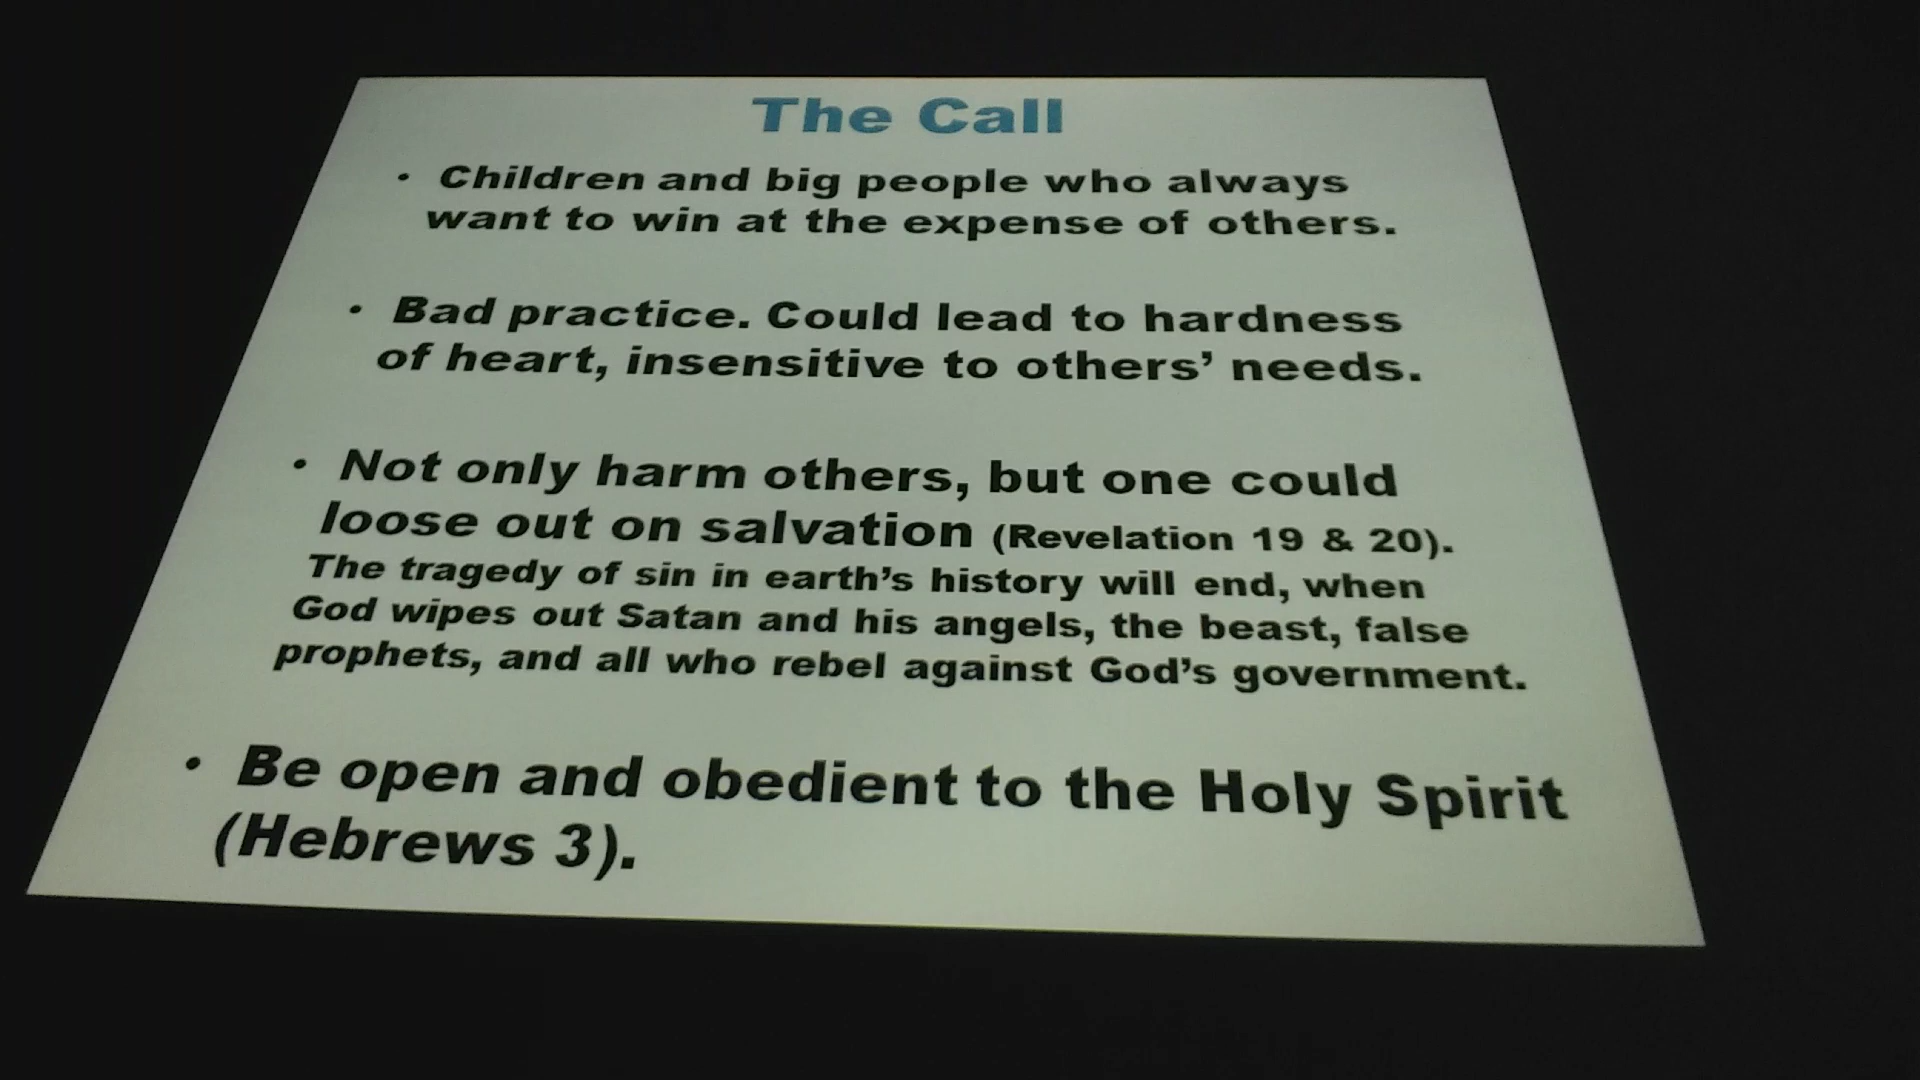 The Call
• Children and big people who always
want to win at the expense of others.
• Bad practice. Could lead to hardness
of heart, insensitive to others’ needs.
• Not only harm others, but one could
loose out on salvation (Revelation 19 & 20).
The tragedy of sin in earth’s history will end, when
God wipes out Satan and his angels, the beast, false
prophets, and all who rebel against God’s government.
• Be open and obedient to the Holy Spirit
(Hebrews 3).